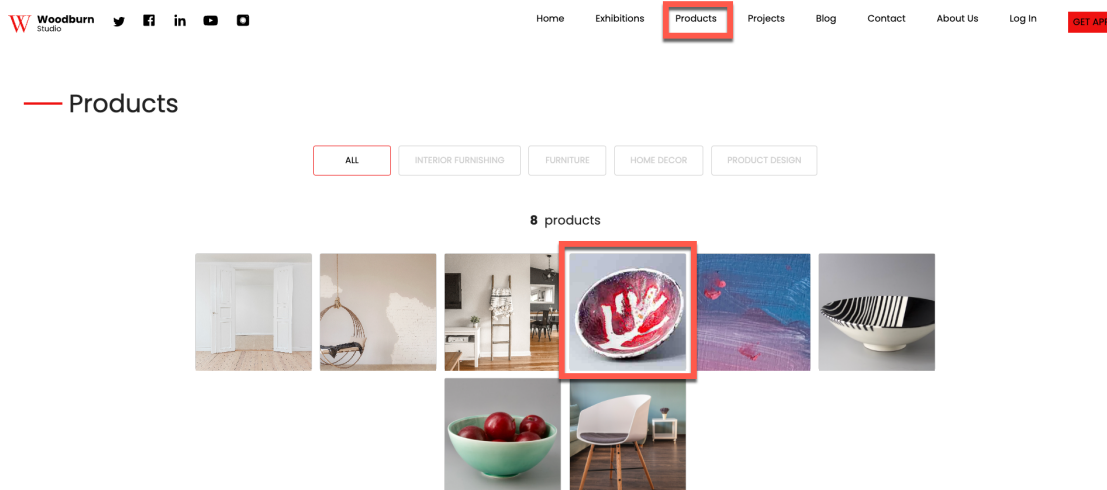 W Woodburn
Studio
Home Exhibitions Products Projects Blog Contact About Us Log In GET API
Products
ALL INTERIOR FURNISHING FURNITURE HOME DECOR PRODUCT DESIGN
8 products